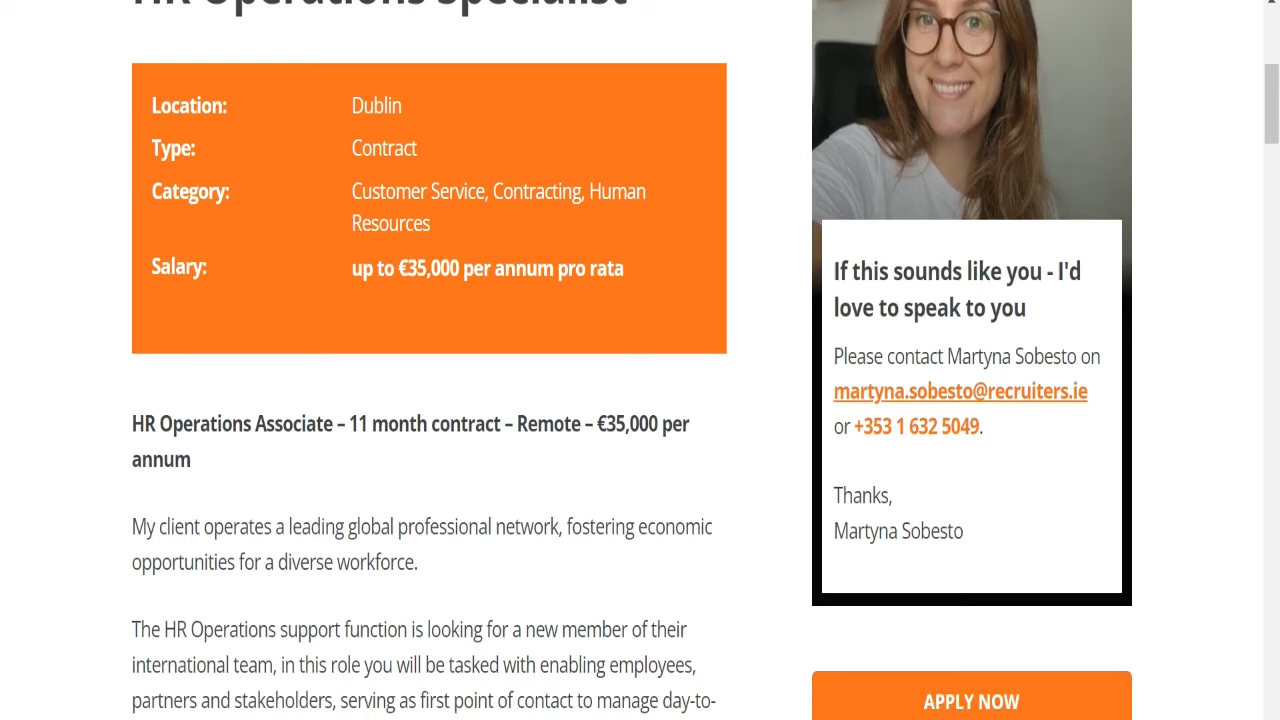 HR Operations Specialist
Location: Dublin
Type: Contract
Category: Customer Service, Contracting, Human
Resources
Salary: up to €35,000 per annum pro rata
HR Operations Associate – 11 month contract – Remote – €35,000 per
annum
My client operates a leading global professional network, fostering economic
opportunities for a diverse workforce.
The HR Operations support function is looking for a new member of their
international team, in this role you will be tasked with enabling employees,
partners and stakeholders, serving as first point of contact to manage day-to-
If this sounds like you - I'd
love to speak to you
Please contact Martyna Sobesto on
martyna.sobesto@recruiters.ie
or +353 1 632 5049.
Thanks,
Martyna Sobesto
APPLY NOW